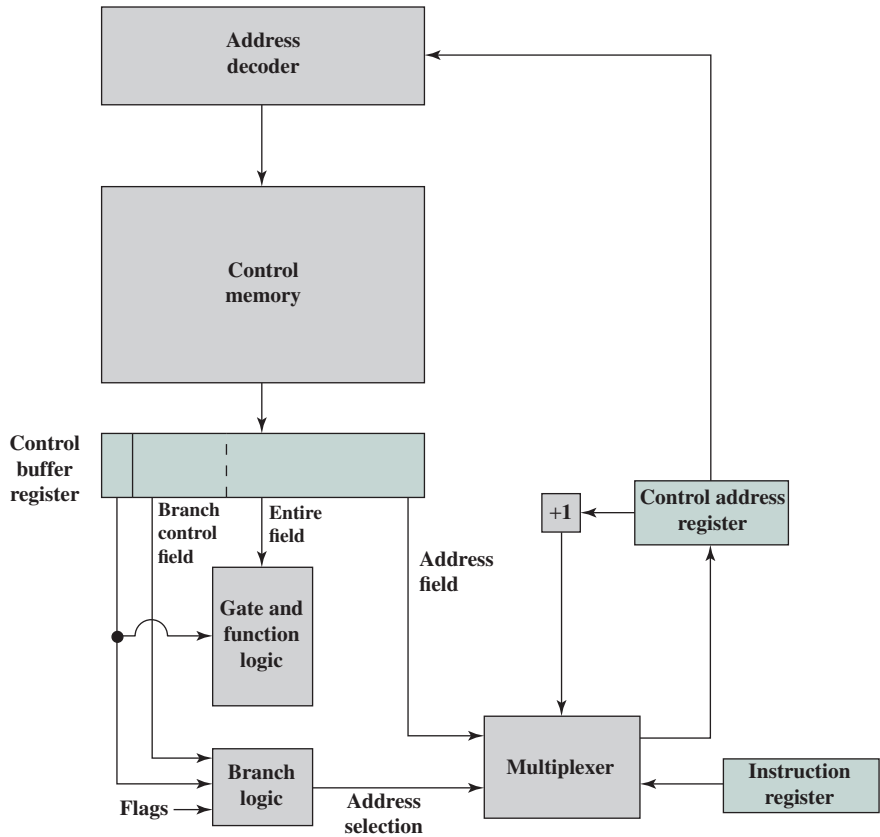 Address
decoder
Control
memory
Control
buffer
register
Branch
control
field
Entire
field
Address
field
+1
Control address
register
Gate and
function
logic
Branch
logic
Flags
Address
selection
Multiplexer
Instruction
register